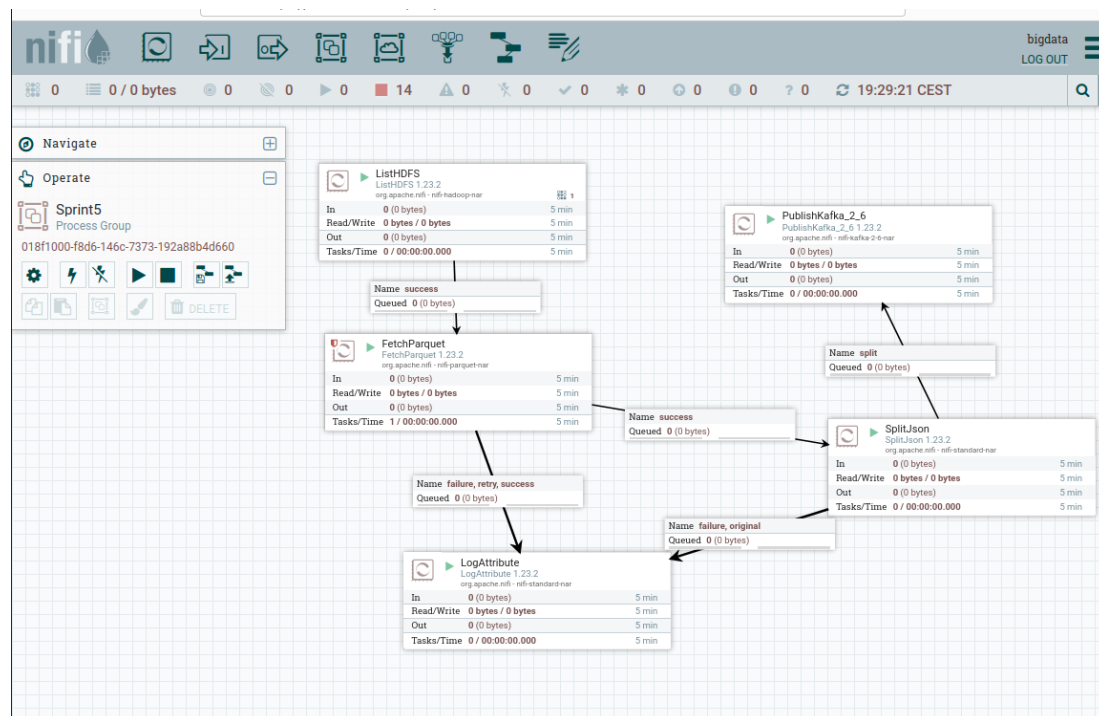 nifi
bigdata
LOG OUT
0
0 / 0 bytes
0
0
0
14
0
0
0
0
0
0
0
19:29:21 CEST
Navigate
Operate
Sprint5
Process Group
018f1000-f8d6-146c-7373-192a88b4d660
DELETE
ListHDFS
ListHDFS 1.23.2
org.apache.nifi - nifi-hadoop-nar
1
In 0 (0 bytes) 5 min
Read/Write 0 bytes / 0 bytes 5 min
Out 0 (0 bytes) 5 min
Tasks/Time 0 / 00:00:00.000 5 min
Name success
Queued 0 (0 bytes)
PublishKafka_2_6
PublishKafka_2_6 1.23.2
org.apache.nifi - nifi-kafka-2-6-nar
In 0 (0 bytes) 5 min
Read/Write 0 bytes / 0 bytes 5 min
Out 0 (0 bytes) 5 min
Tasks/Time 0 / 00:00:00.000 5 min
FetchParquet
FetchParquet 1.23.2
org.apache.nifi - nifi-parquet-nar
In 0 (0 bytes) 5 min
Read/Write 0 bytes / 0 bytes 5 min
Out 0 (0 bytes) 5 min
Tasks/Time 1 / 00:00:00.000 5 min
Name split
Queued 0 (0 bytes)
Name success
Queued 0 (0 bytes)
SplitJson
SplitJson 1.23.2
org.apache.nifi - nifi-standard-nar
In 0 (0 bytes) 5 min
Read/Write 0 bytes / 0 bytes 5 min
Out 0 (0 bytes) 5 min
Tasks/Time 0 / 00:00:00.000 5 min
Name failure, retry, success
Queued 0 (0 bytes)
Name failure, original
Queued 0 (0 bytes)
LogAttribute
LogAttribute 1.23.2
org.apache.nifi - nifi-standard-nar
In 0 (0 bytes) 5 min
Read/Write 0 bytes / 0 bytes 5 min
Out 0 (0 bytes) 5 min
Tasks/Time 0 / 00:00:00.000 5 min